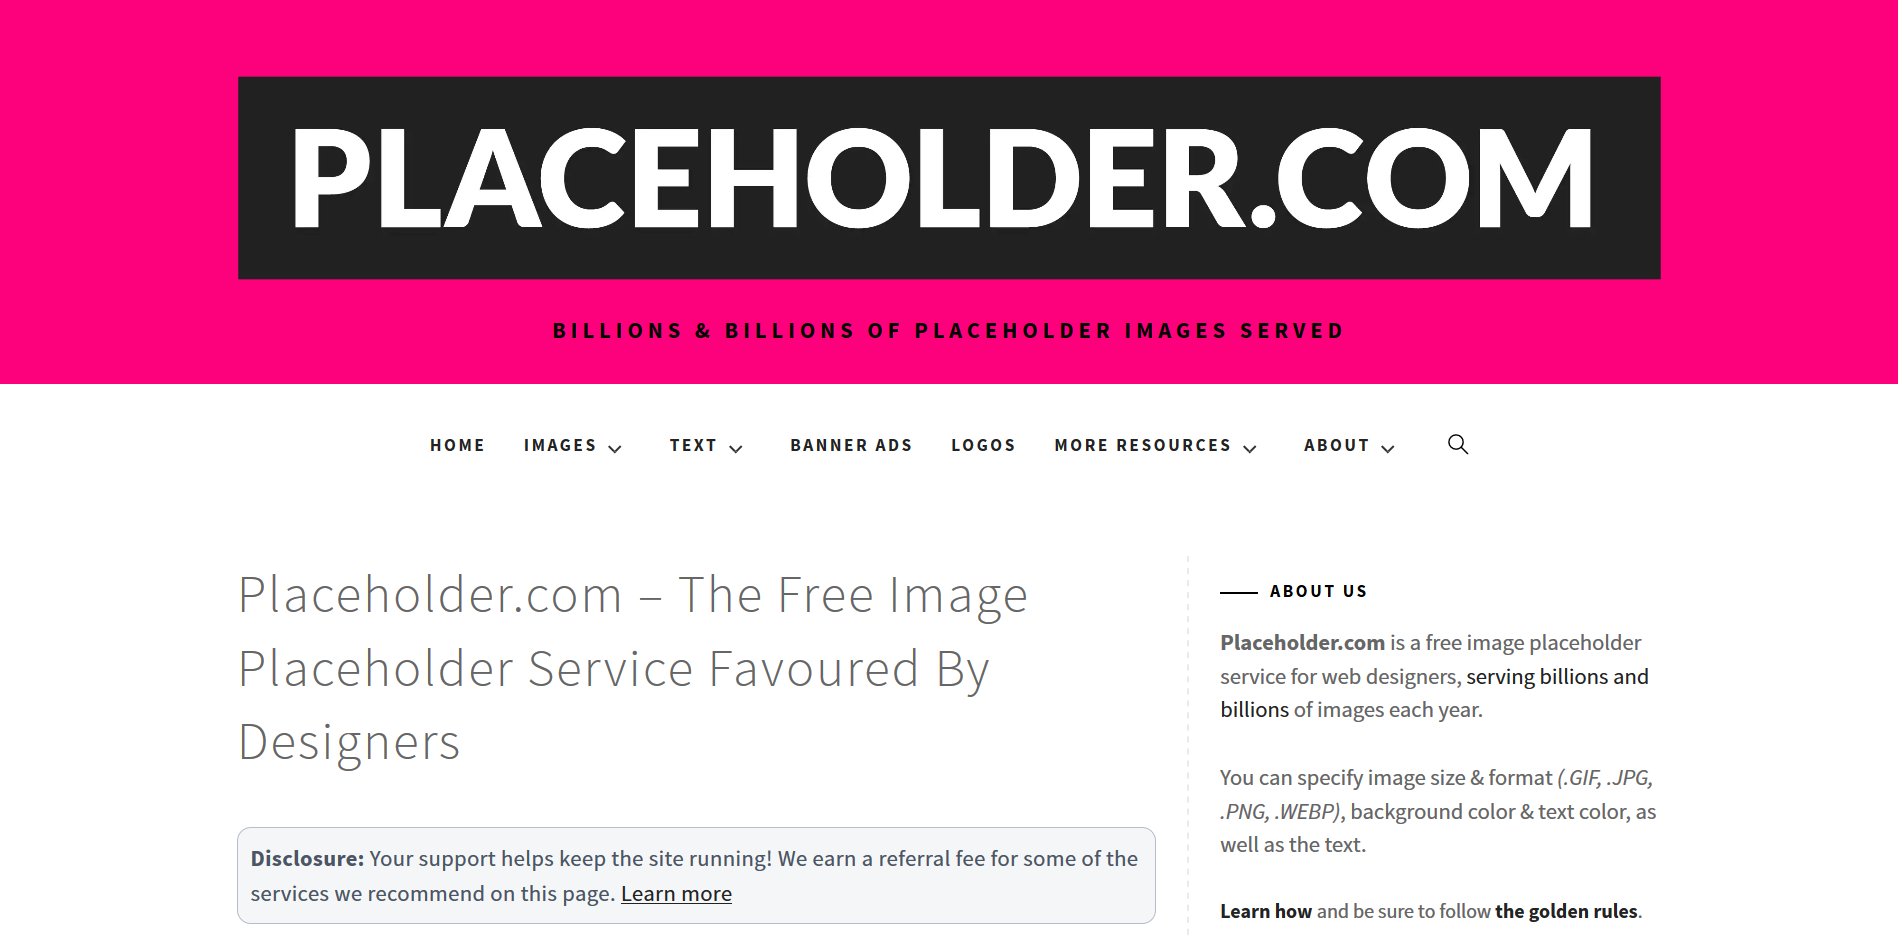 PLACEHOLDER.COM
BILLIONS & BILLIONS OF PLACEHOLDER IMAGES SERVED
HOME IMAGES TEXT BANNER ADS LOGOS MORE RESOURCES ABOUT
Placeholder.com – The Free Image
Placeholder Service Favoured By
Designers
Disclosure: Your support helps keep the site running! We earn a referral fee for some of the
services we recommend on this page. Learn more
ABOUT US
Placeholder.com is a free image placeholder
service for web designers, serving billions and
billions of images each year.
You can specify image size & format (.GIF, .JPG,
.PNG, .WEBP), background color & text color, as
well as the text.
Learn how and be sure to follow the golden rules.